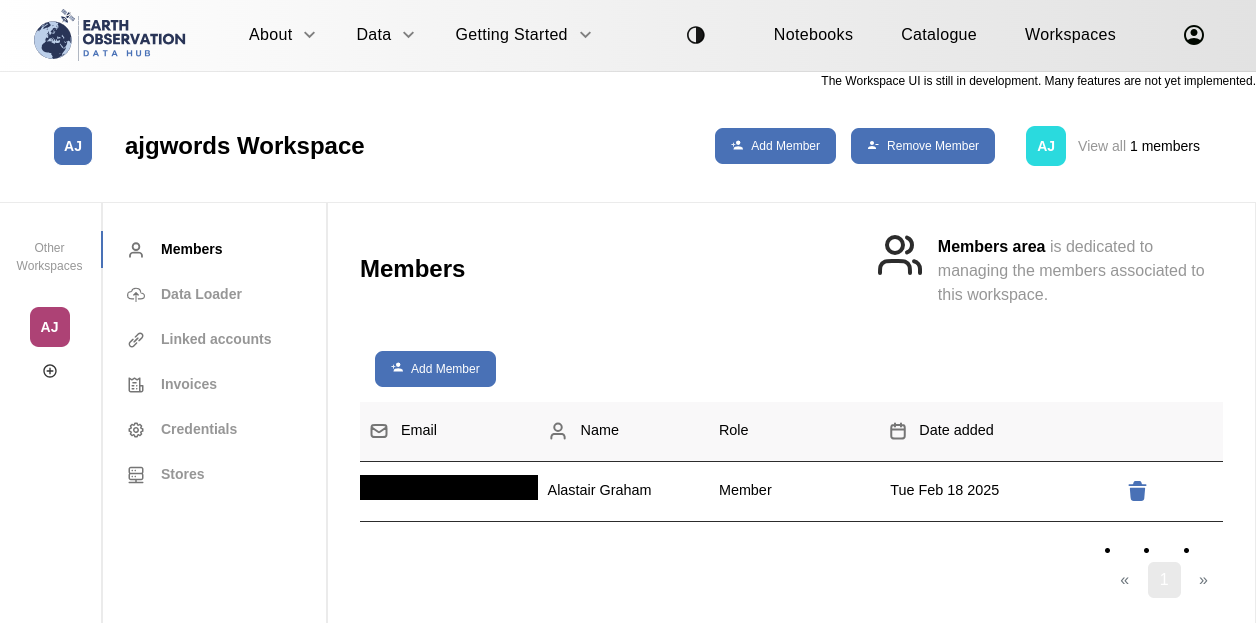 EARTH
OBSERVATION
DATA HUB
About Data Getting Started Notebooks Catalogue Workspaces
The Workspace UI is still in development. Many features are not yet implemented.
AJ ajgwords Workspace Add Member Remove Member AJ View all 1 members
Other
Workspaces
AJ
Members
Data Loader
Linked accounts
Invoices
Credentials
Stores
Members
Members area is dedicated to
managing the members associated to
this workspace.
Add Member
Email Name Role Date added
Alastair Graham Member Tue Feb 18 2025
« 1 »